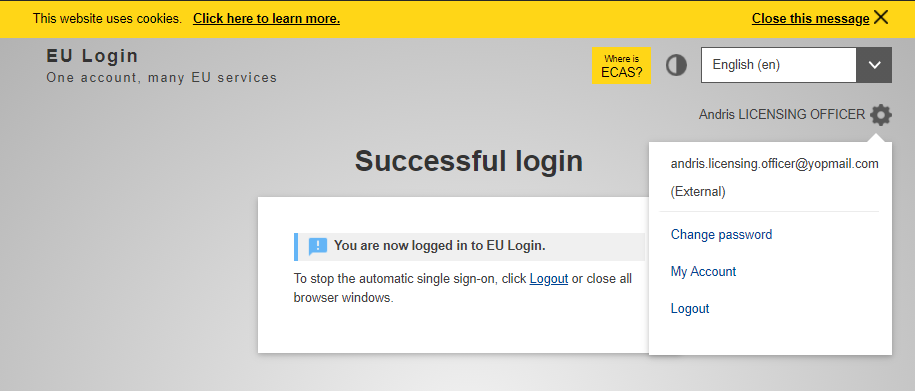 This website uses cookies. Click here to learn more. Close this message
EU Login
One account, many EU services
Where is
ECAS?
English (en)
Andris LICENSING OFFICER
Successful login
andris.licensing.officer@yopmail.com
(External)
You are now logged in to EU Login.
Change password
To stop the automatic single sign-on, click Logout or close all
browser windows.
My Account
Logout